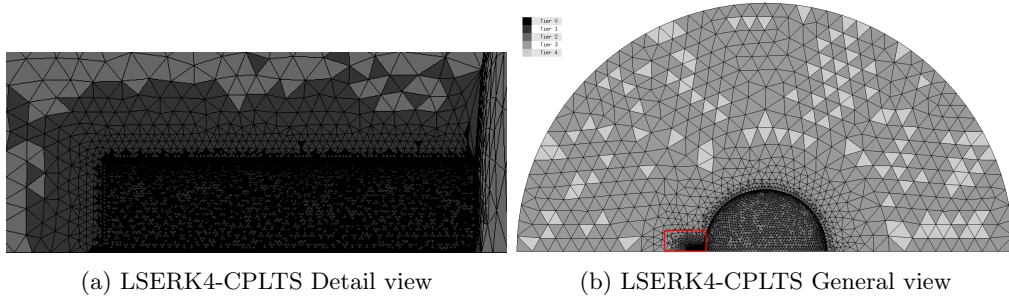 Tier 0
Tier 1
Tier 2
Tier 3
Tier 4
(a) LSERK4-CPLTS Detail view
(b) LSERK4-CPLTS General view